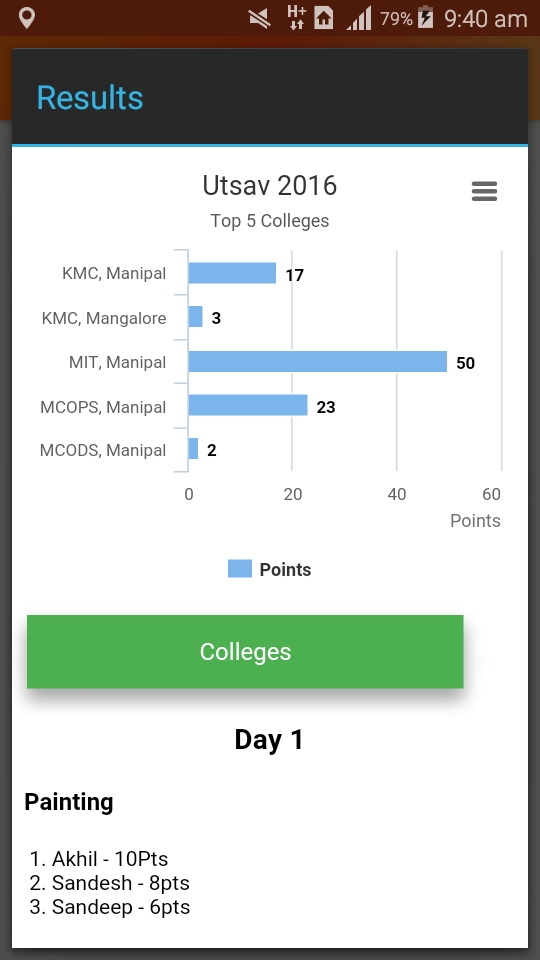 H+ 79% 9:40 am
Results
Utsav 2016
Top 5 Colleges
KMC, Manipal 17
KMC, Mangalore 3
MIT, Manipal 50
MCOPS, Manipal 23
MCODS, Manipal 2
0 20 40 60
Points
Points
Colleges
Day 1
Painting
1. Akhil - 10Pts
2. Sandesh - 8pts
3. Sandeep - 6pts